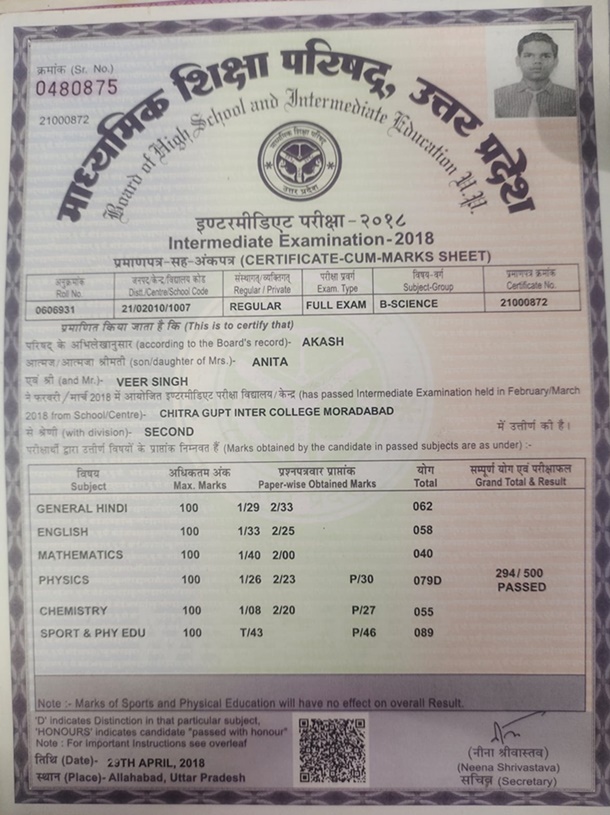 क्रमांक (Sr. No.)
0480875
21000872
माध्यमिक शिक्षा परिषद्, उत्तर प्रदेश
Board of High School and Intermediate Education U.P.
माध्यमिक शिक्षा परिषद्
उत्तर प्रदेश
इण्टरमीडिएट परीक्षा-२०१८
Intermediate Examination-2018
प्रमाणपत्र-सह-अंकपत्र (CERTIFICATE-CUM-MARKS SHEET)
अनुक्रमांक जनपद/केन्द्र/विद्यालय कोड संस्थागत/व्यक्तिगत परीक्षा प्रवर्ग विषय-वर्ग प्रमाणपत्र क्रमांक
Roll No. Dist./Centre/School Code Regular / Private Exam. Type Subject-Group Certificate No.
0606931 21/02010/1007 REGULAR FULL EXAM B-SCIENCE 21000872
प्रमाणित किया जाता है कि (This is to certify that)
परिषद के अभिलेखानुसार (according to the Board's record)- AKASH
आत्मज/आत्मजा श्रीमती (son/daughter of Mrs.)- ANITA
एवं श्री (and Mr.)- VEER SINGH
ने फरवरी/मार्च 2018 में आयोजित इण्टरमीडिएट परीक्षा विद्यालय/केन्द्र (has passed Intermediate Examination held in February/March
2018 from School/Centre)- CHITRA GUPT INTER COLLEGE MORADABAD
से श्रेणी (with division)- SECOND में उत्तीर्ण की है।
परीक्षार्थी द्वारा उत्तीर्ण विषयों के प्राप्तांक निम्नवत हैं (Marks obtained by the candidate in passed subjects are as under) :-
विषय अधिकतम अंक प्रश्नपत्रवार प्राप्तांक योग सम्पूर्ण योग एवं परीक्षाफल
Subject Max. Marks Paper-wise Obtained Marks Total Grand Total & Result
GENERAL HINDI 100 1/29 2/33 062
ENGLISH 100 1/33 2/25 058
MATHEMATICS 100 1/40 2/00 040
PHYSICS 100 1/26 2/23 P/30 079D 294/500
PASSED
CHEMISTRY 100 1/08 2/20 P/27 055
SPORT & PHY EDU 100 T/43 P/46 089
Note :- Marks of Sports and Physical Education will have no effect on overall Result.
'D' indicates Distinction in that particular subject,
'HONOURS' indicates candidate "passed with honour"
Note : For Important Instructions see overleaf
तिथि (Date)- 29TH APRIL, 2018
स्थान (Place)- Allahabad, Uttar Pradesh
(नीना श्रीवास्तव)
(Neena Shrivastava)
सचिव (Secretary)